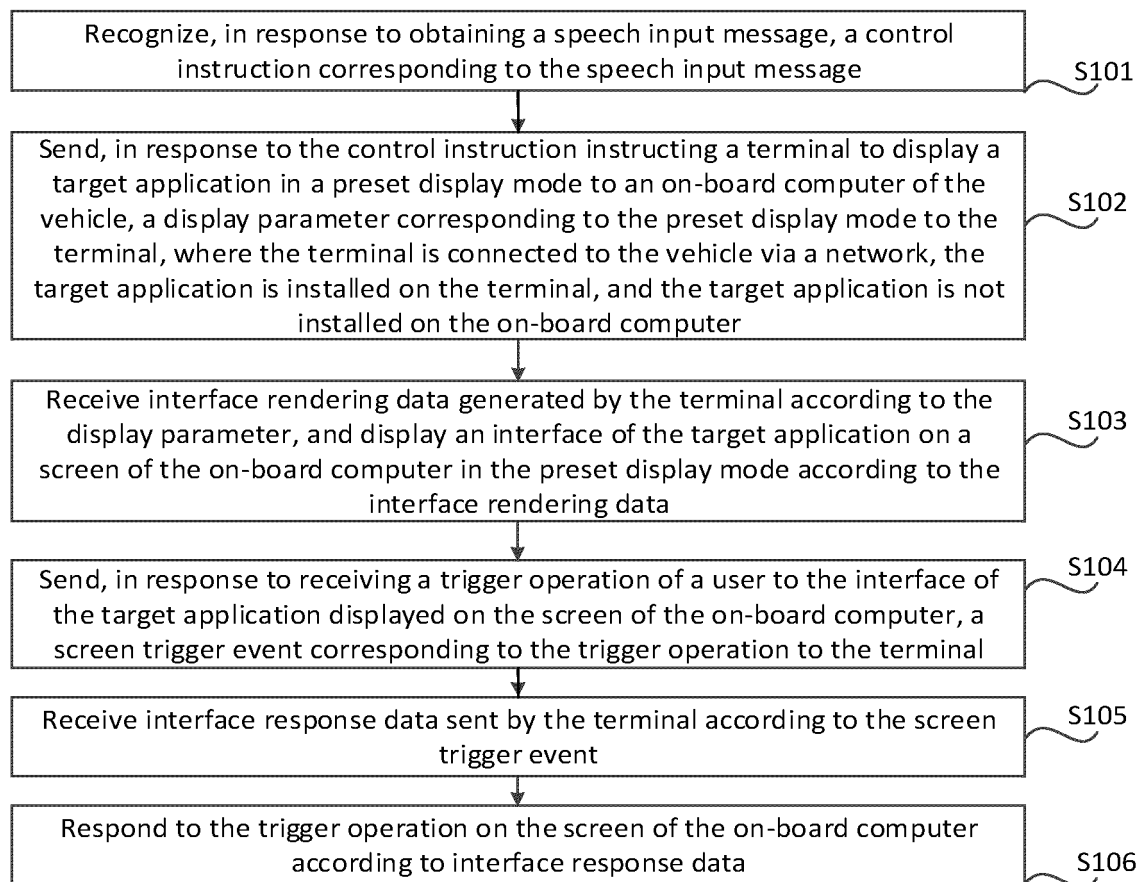 Recognize, in response to obtaining a speech input message, a control
instruction corresponding to the speech input message
S101
Send, in response to the control instruction instructing a terminal to display a
target application in a preset display mode to an on-board computer of the
vehicle, a display parameter corresponding to the preset display mode to the
terminal, where the terminal is connected to the vehicle via a network, the
target application is installed on the terminal, and the target application is not
installed on the on-board computer
S102
Receive interface rendering data generated by the terminal according to the
display parameter, and display an interface of the target application on a
screen of the on-board computer in the preset display mode according to the
interface rendering data
S103
Send, in response to receiving a trigger operation of a user to the interface of
the target application displayed on the screen of the on-board computer, a
screen trigger event corresponding to the trigger operation to the terminal
S104
Receive interface response data sent by the terminal according to the screen
trigger event
S105
Respond to the trigger operation on the screen of the on-board computer
according to interface response data
S106